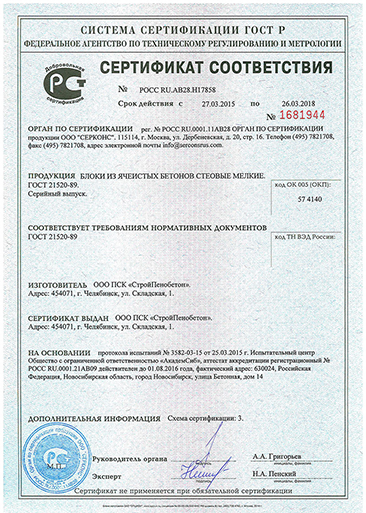 СИСТЕМА СЕРТИФИКАЦИИ ГОСТ Р
ФЕДЕРАЛЬНОЕ АГЕНТСТВО ПО ТЕХНИЧЕСКОМУ РЕГУЛИРОВАНИЮ И МЕТРОЛОГИИ
Добровольная
сертификация
СЕРТИФИКАТ СООТВЕТСТВИЯ
№ РОСС RU.АВ28.Н17858
Срок действия с 27.03.2015 по 26.03.2018
№ 1681944
ОРГАН ПО СЕРТИФИКАЦИИ рег. № РОСС RU.0001.11АВ28 ОРГАН ПО СЕРТИФИКАЦИИ
продукции ООО "СЕРКОНС". 115114, г. Москва, ул. Дербеневская, д. 20, стр. 16. Телефон (495) 7821708,
факс (495) 7821708, адрес электронной почты info@serconsrus.com.
ПРОДУКЦИЯ БЛОКИ ИЗ ЯЧЕИСТЫХ БЕТОНОВ СТЕОВЫЕ МЕЛКИЕ.
ГОСТ 21520-89.
Серийный выпуск.
код ОК 005 (ОКП):
57 4140
СООТВЕТСТВУЕТ ТРЕБОВАНИЯМ НОРМАТИВНЫХ ДОКУМЕНТОВ
ГОСТ 21520-89
код ТН ВЭД России:
ИЗГОТОВИТЕЛЬ ООО ПСК «СтройПенобетон».
Адрес: 454071, г. Челябинск, ул. Складская, 1.
СЕРТИФИКАТ ВЫДАН ООО ПСК «СтройПенобетон».
Адрес: 454071, г. Челябинск, ул. Складская, 1.
НА ОСНОВАНИИ протокола испытаний № 3582-03-15 от 25.03.2015 г. Испытательный центр
Общество с ограниченной ответственностью «АкадемСиб», аттестат аккредитации регистрационный №
РОСС RU.0001.21АВ09 действителен до 01.08.2016 года, фактический адрес: 630024, Российская
Федерация, Новосибирская область, город Новосибирск, улица Бетонная, дом 14
ДОПОЛНИТЕЛЬНАЯ ИНФОРМАЦИЯ Схема сертификации: 3.
М.П.
Руководитель органа
А.А. Григорьев
инициалы, фамилия
Эксперт
Н.А. Пенский
инициалы, фамилия
Сертификат не применяется при обязательной сертификации